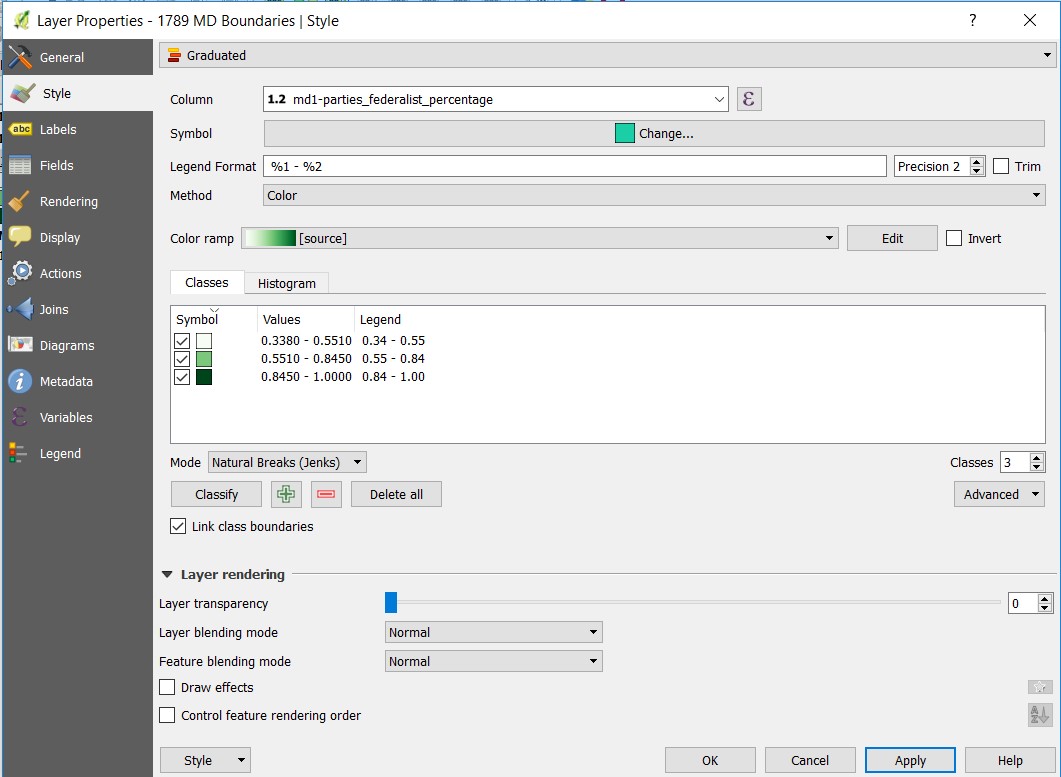 Layer Properties - 1789 MD Boundaries | Style
?
General
Style
Labels
Fields
Rendering
Display
Actions
Joins
Diagrams
Metadata
Variables
Legend
abc
Graduated
Column 1.2 md1-parties_federalist_percentage ε
Symbol Change...
Legend Format %1 - %2 Precision 2 Trim
Method Color
Color ramp [source] Edit Invert
Classes Histogram
Symbol Values Legend
0.3380 - 0.5510 0.34 - 0.55
0.5510 - 0.8450 0.55 - 0.84
0.8450 - 1.0000 0.84 - 1.00
Mode Natural Breaks (Jenks) Classes 3
Classify Delete all Advanced
Link class boundaries
Layer rendering
Layer transparency 0
Layer blending mode Normal
Feature blending mode Normal
Draw effects
Control feature rendering order
Style OK Cancel Apply Help